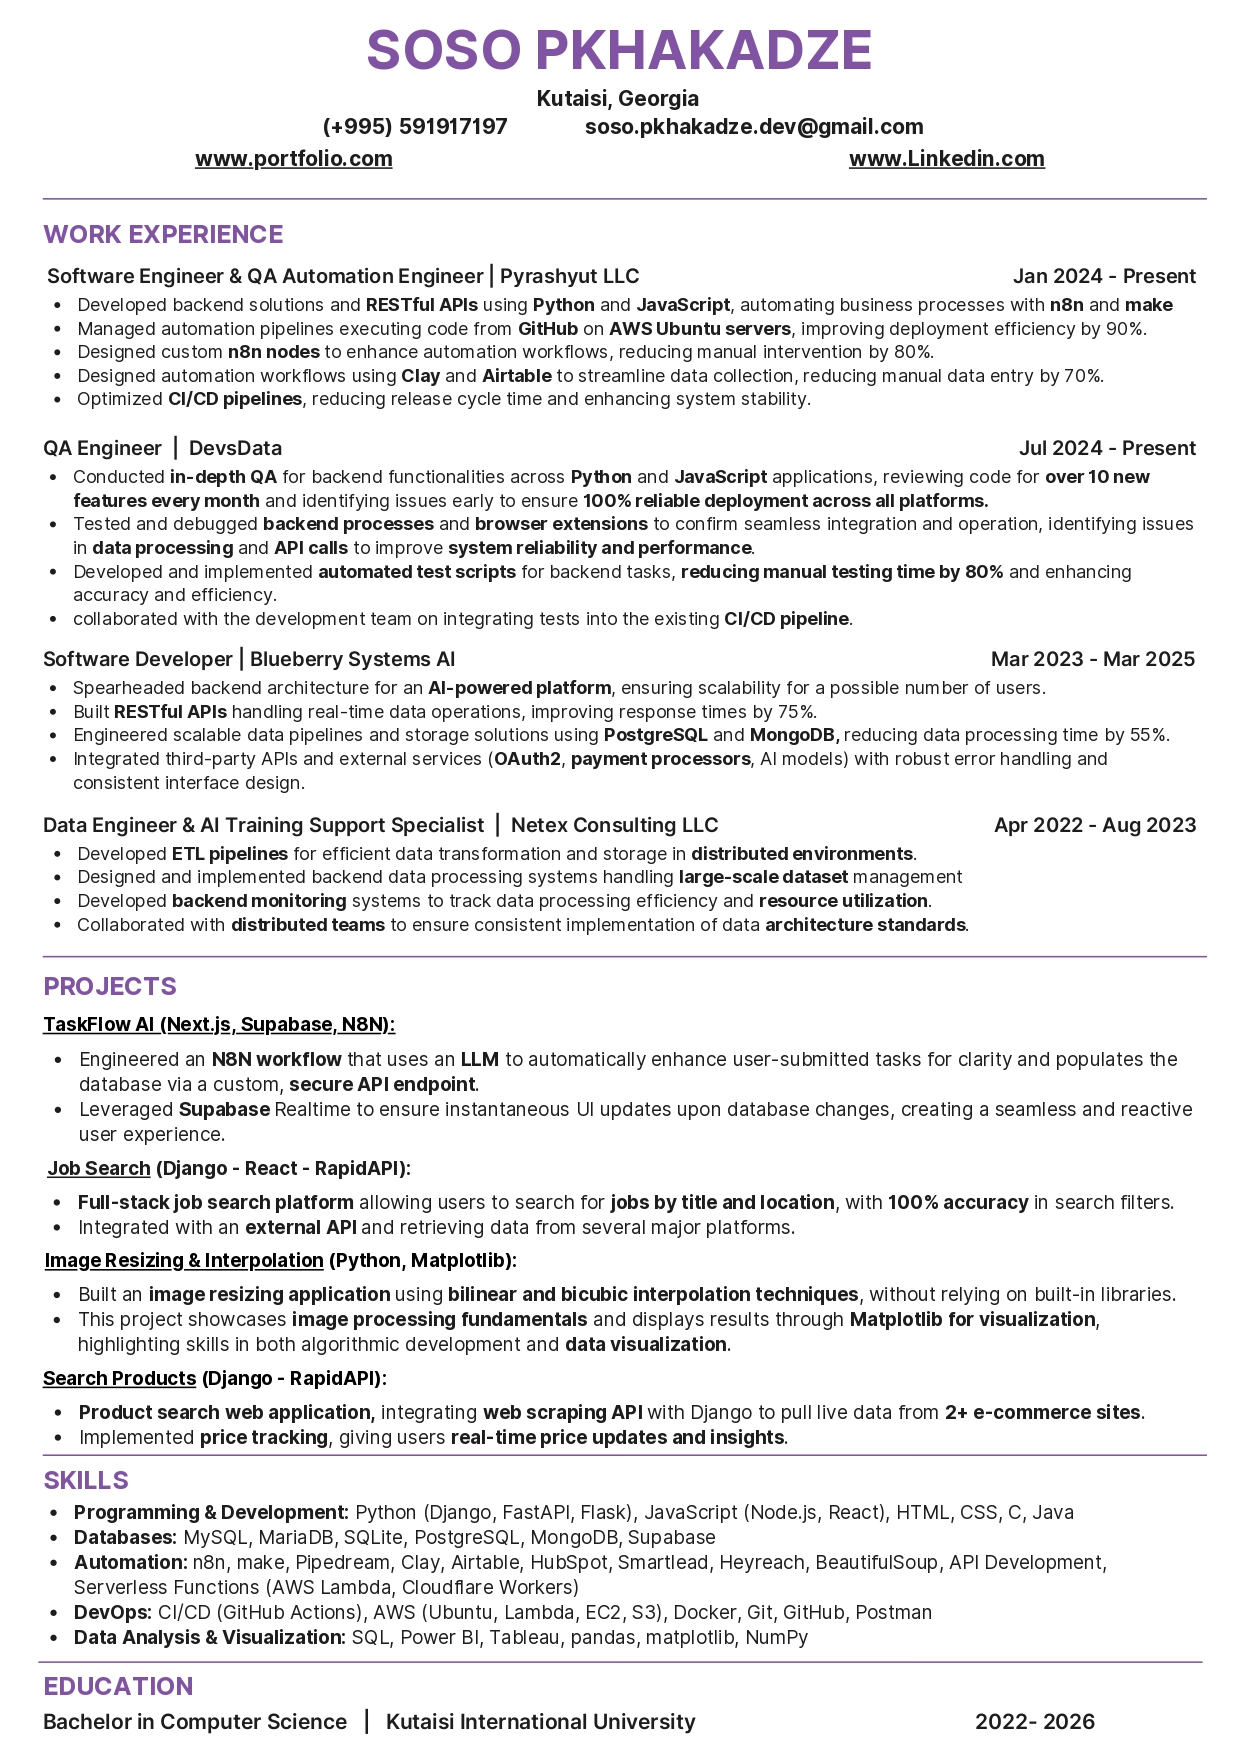 SOSO PKHAKADZE
Kutaisi, Georgia
(+995) 591917197 soso.pkhakadze.dev@gmail.com
www.portfolio.com www.Linkedin.com
WORK EXPERIENCE
Software Engineer & QA Automation Engineer | Pyrashyut LLC Jan 2024 - Present
• Developed backend solutions and RESTful APIs using Python and JavaScript, automating business processes with n8n and make
• Managed automation pipelines executing code from GitHub on AWS Ubuntu servers, improving deployment efficiency by 90%.
• Designed custom n8n nodes to enhance automation workflows, reducing manual intervention by 80%.
• Designed automation workflows using Clay and Airtable to streamline data collection, reducing manual data entry by 70%.
• Optimized CI/CD pipelines, reducing release cycle time and enhancing system stability.
QA Engineer | DevsData Jul 2024 - Present
• Conducted in-depth QA for backend functionalities across Python and JavaScript applications, reviewing code for over 10 new
features every month and identifying issues early to ensure 100% reliable deployment across all platforms.
• Tested and debugged backend processes and browser extensions to confirm seamless integration and operation, identifying issues
in data processing and API calls to improve system reliability and performance.
• Developed and implemented automated test scripts for backend tasks, reducing manual testing time by 80% and enhancing
accuracy and efficiency.
• collaborated with the development team on integrating tests into the existing CI/CD pipeline.
Software Developer | Blueberry Systems AI Mar 2023 - Mar 2025
• Spearheaded backend architecture for an AI-powered platform, ensuring scalability for a possible number of users.
• Built RESTful APIs handling real-time data operations, improving response times by 75%.
• Engineered scalable data pipelines and storage solutions using PostgreSQL and MongoDB, reducing data processing time by 55%.
• Integrated third-party APIs and external services (OAuth2, payment processors, AI models) with robust error handling and
consistent interface design.
Data Engineer & AI Training Support Specialist | Netex Consulting LLC Apr 2022 - Aug 2023
• Developed ETL pipelines for efficient data transformation and storage in distributed environments.
• Designed and implemented backend data processing systems handling large-scale dataset management
• Developed backend monitoring systems to track data processing efficiency and resource utilization.
• Collaborated with distributed teams to ensure consistent implementation of data architecture standards.
PROJECTS
TaskFlow AI (Next.js, Supabase, N8N):
• Engineered an N8N workflow that uses an LLM to automatically enhance user-submitted tasks for clarity and populates the
database via a custom, secure API endpoint.
• Leveraged Supabase Realtime to ensure instantaneous UI updates upon database changes, creating a seamless and reactive
user experience.
Job Search (Django - React - RapidAPI):
• Full-stack job search platform allowing users to search for jobs by title and location, with 100% accuracy in search filters.
• Integrated with an external API and retrieving data from several major platforms.
Image Resizing & Interpolation (Python, Matplotlib):
• Built an image resizing application using bilinear and bicubic interpolation techniques, without relying on built-in libraries.
• This project showcases image processing fundamentals and displays results through Matplotlib for visualization,
highlighting skills in both algorithmic development and data visualization.
Search Products (Django - RapidAPI):
• Product search web application, integrating web scraping API with Django to pull live data from 2+ e-commerce sites.
• Implemented price tracking, giving users real-time price updates and insights.
SKILLS
• Programming & Development: Python (Django, FastAPI, Flask), JavaScript (Node.js, React), HTML, CSS, C, Java
• Databases: MySQL, MariaDB, SQLite, PostgreSQL, MongoDB, Supabase
• Automation: n8n, make, Pipedream, Clay, Airtable, HubSpot, Smartlead, Heyreach, BeautifulSoup, API Development,
Serverless Functions (AWS Lambda, Cloudflare Workers)
• DevOps: CI/CD (GitHub Actions), AWS (Ubuntu, Lambda, EC2, S3), Docker, Git, GitHub, Postman
• Data Analysis & Visualization: SQL, Power BI, Tableau, pandas, matplotlib, NumPy
EDUCATION
Bachelor in Computer Science | Kutaisi International University 2022- 2026